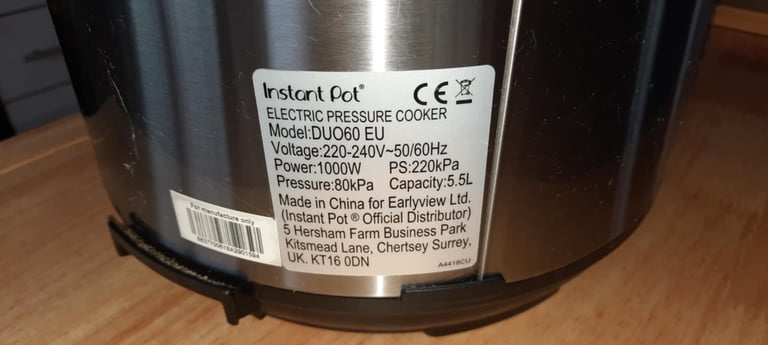 Instant Pot®
CE
ELECTRIC PRESSURE COOKER
Model:DUO60 EU
Voltage:220-240V~50/60Hz
Power:1000W PS:220kPa
Pressure:80kPa Capacity:5.5L
Made in China for Earlyview Ltd.
(Instant Pot ® Official Distributor)
5 Hersham Farm Business Park
Kitsmead Lane, Chertsey Surrey,
UK. KT16 0DN
A4416CU
For manufacture only